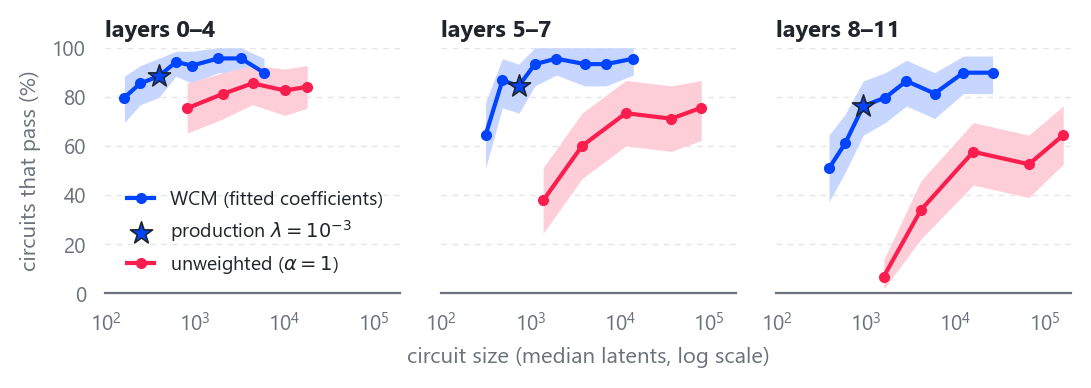 layers 0–4
layers 5–7
layers 8–11
circuits that pass (%)
100
80
60
40
20
0
WCM (fitted coefficients)
production λ = 10⁻³
unweighted (α = 1)
10² 10³ 10⁴ 10⁵
10² 10³ 10⁴ 10⁵
10² 10³ 10⁴ 10⁵
circuit size (median latents, log scale)